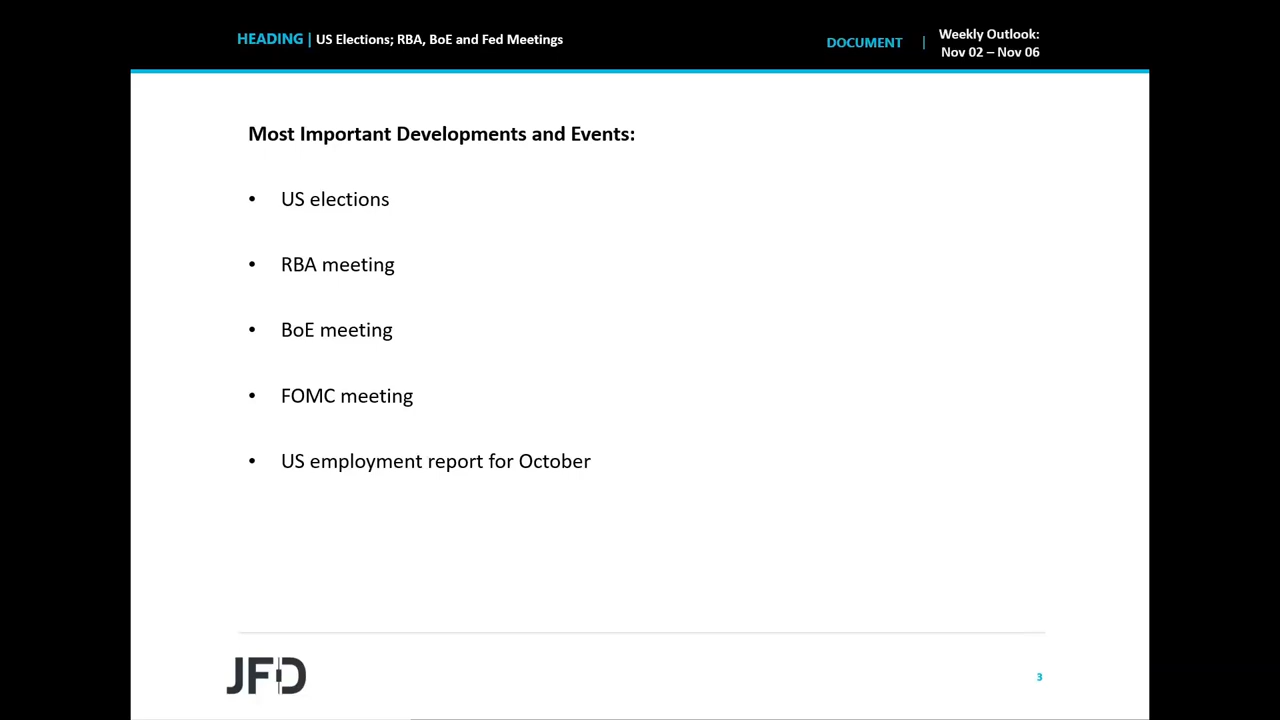 HEADING | US Elections; RBA, BoE and Fed Meetings
DOCUMENT | Weekly Outlook:
Nov 02 – Nov 06
Most Important Developments and Events:
• US elections
• RBA meeting
• BoE meeting
• FOMC meeting
• US employment report for October
JFD
3